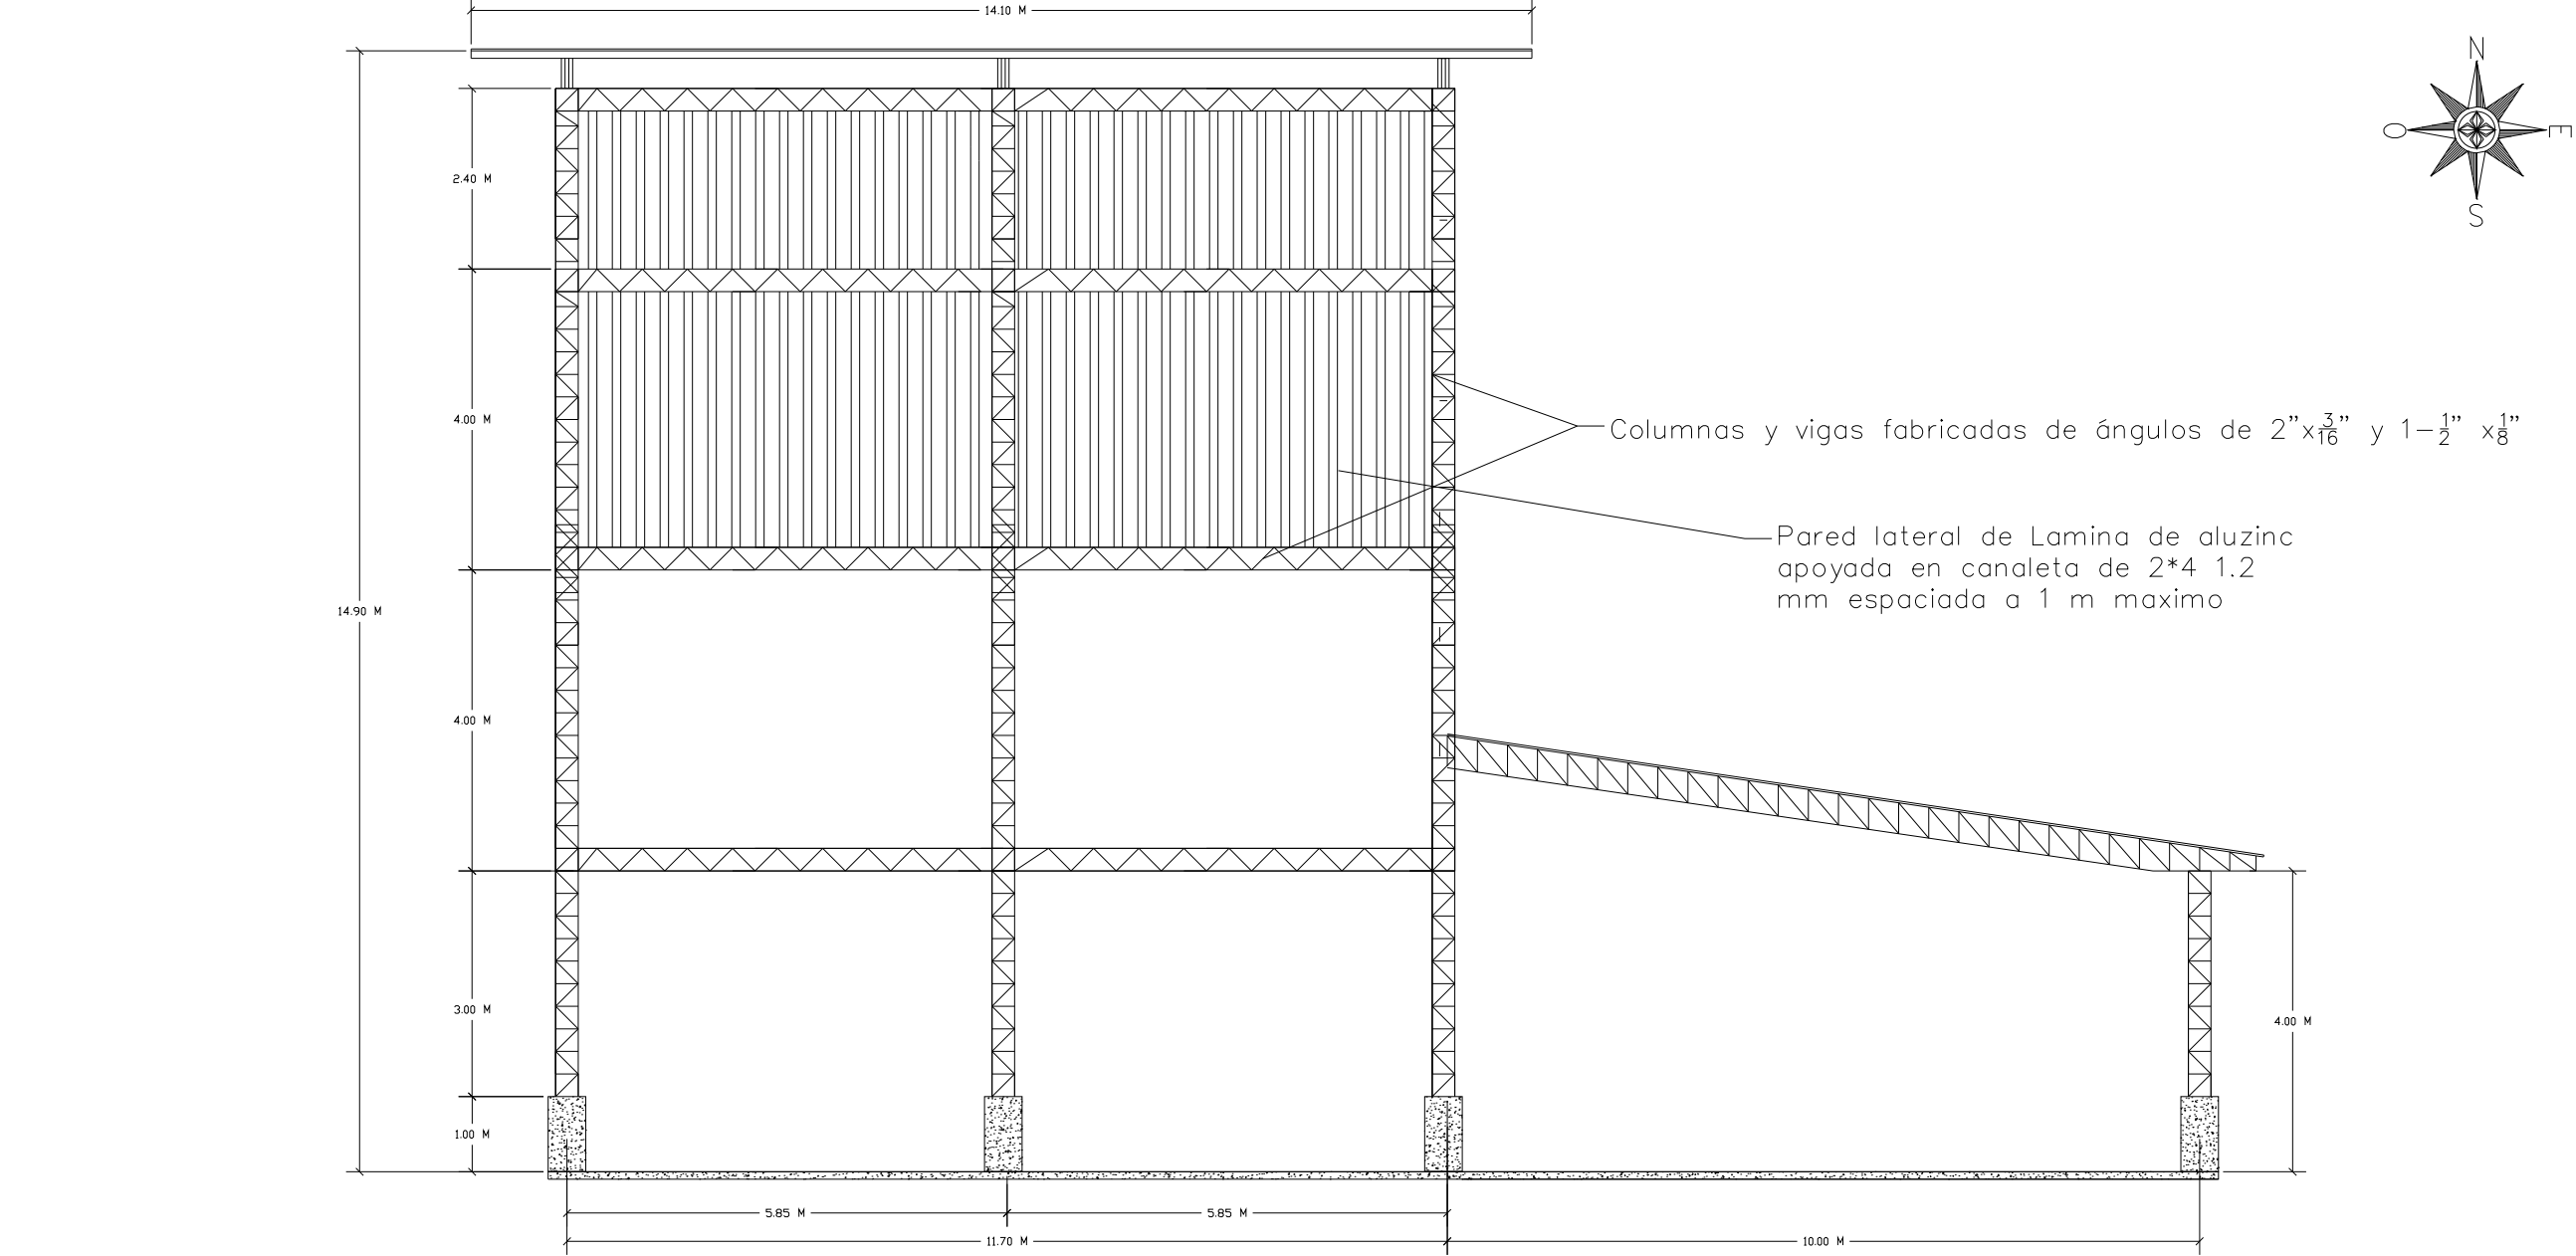 14.10 M
N
O
E
S
2.40 M
4.00 M
Columnas y vigas fabricadas de ángulos de 2"x3/16" y 1-1/2" x1/8"
Pared lateral de Lamina de aluzinc
apoyada en canaleta de 2*4 1.2
mm espaciada a 1 m maximo
14.90 M
4.00 M
3.00 M
4.00 M
1.00 M
5.85 M
5.85 M
11.70 M
10.00 M